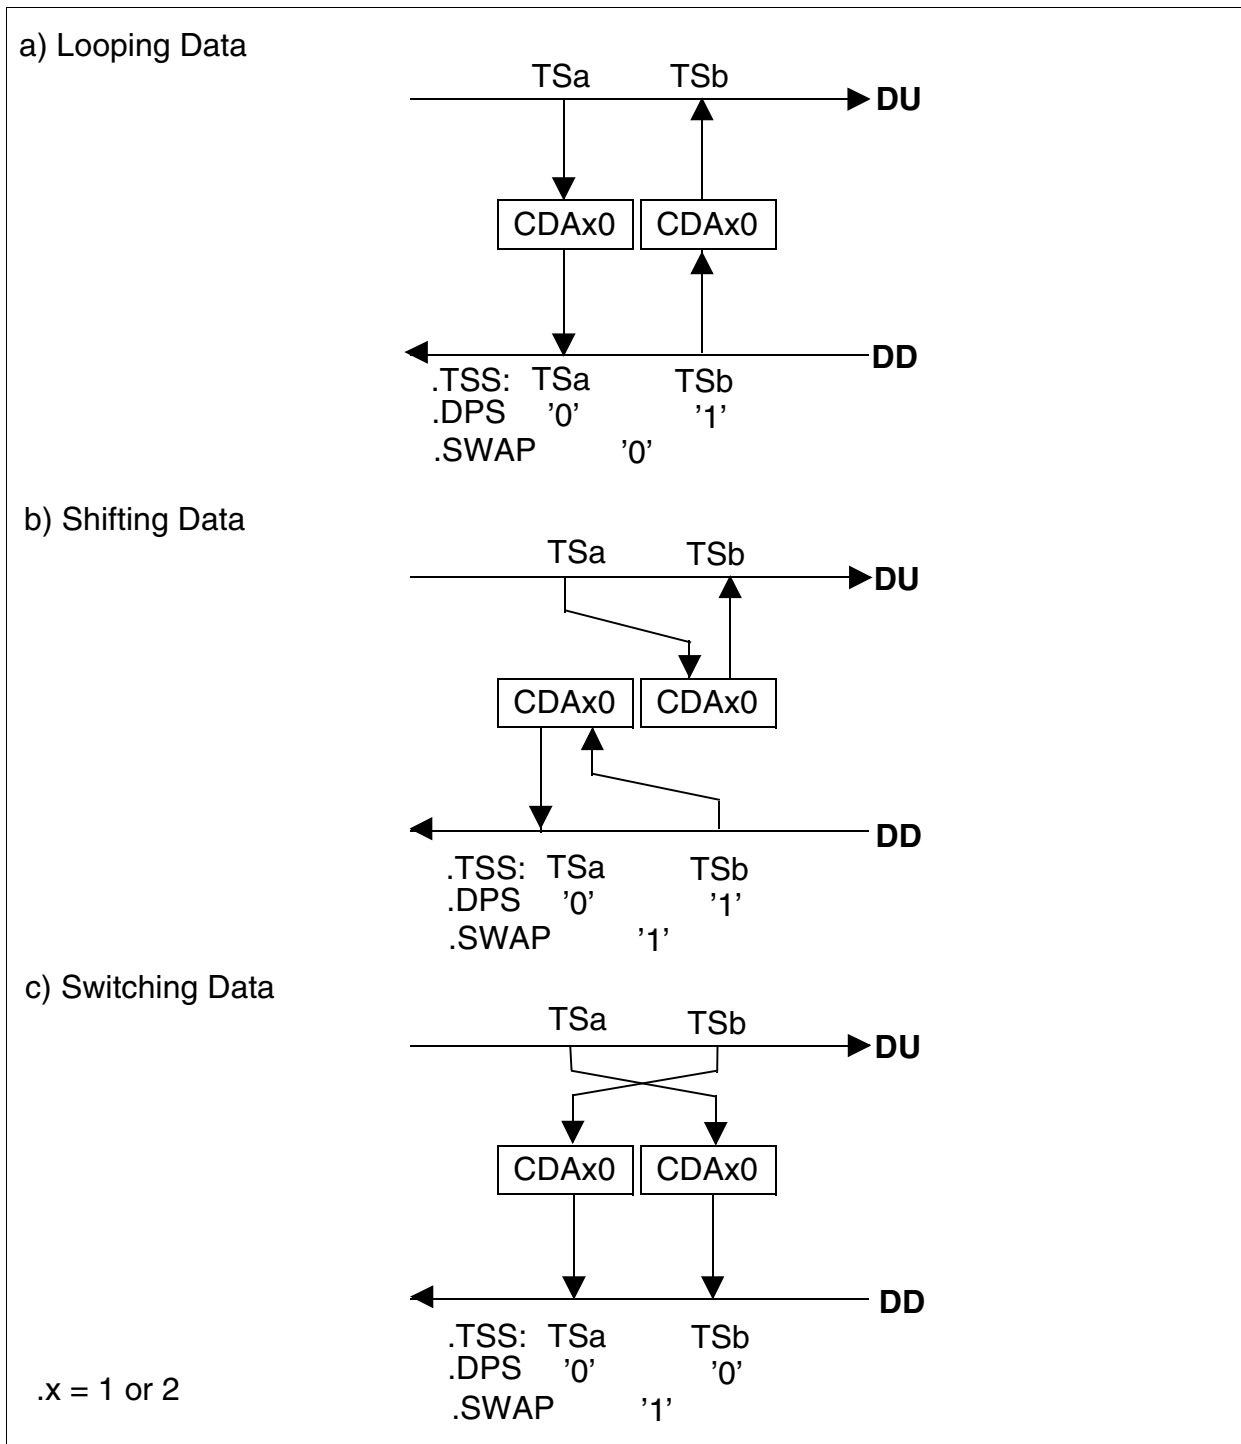 a) Looping Data
TSa TSb
DU
CDAx0 CDAx0
DD
.TSS: TSa TSb
.DPS ’0’ ’1’
.SWAP ’0’
b) Shifting Data
TSa TSb
DU
CDAx0 CDAx0
DD
.TSS: TSa TSb
.DPS ’0’ ’1’
.SWAP ’1’
c) Switching Data
TSa TSb
DU
CDAx0 CDAx0
DD
.TSS: TSa TSb
.DPS ’0’ ’0’
.x = 1 or 2
.SWAP ’1’